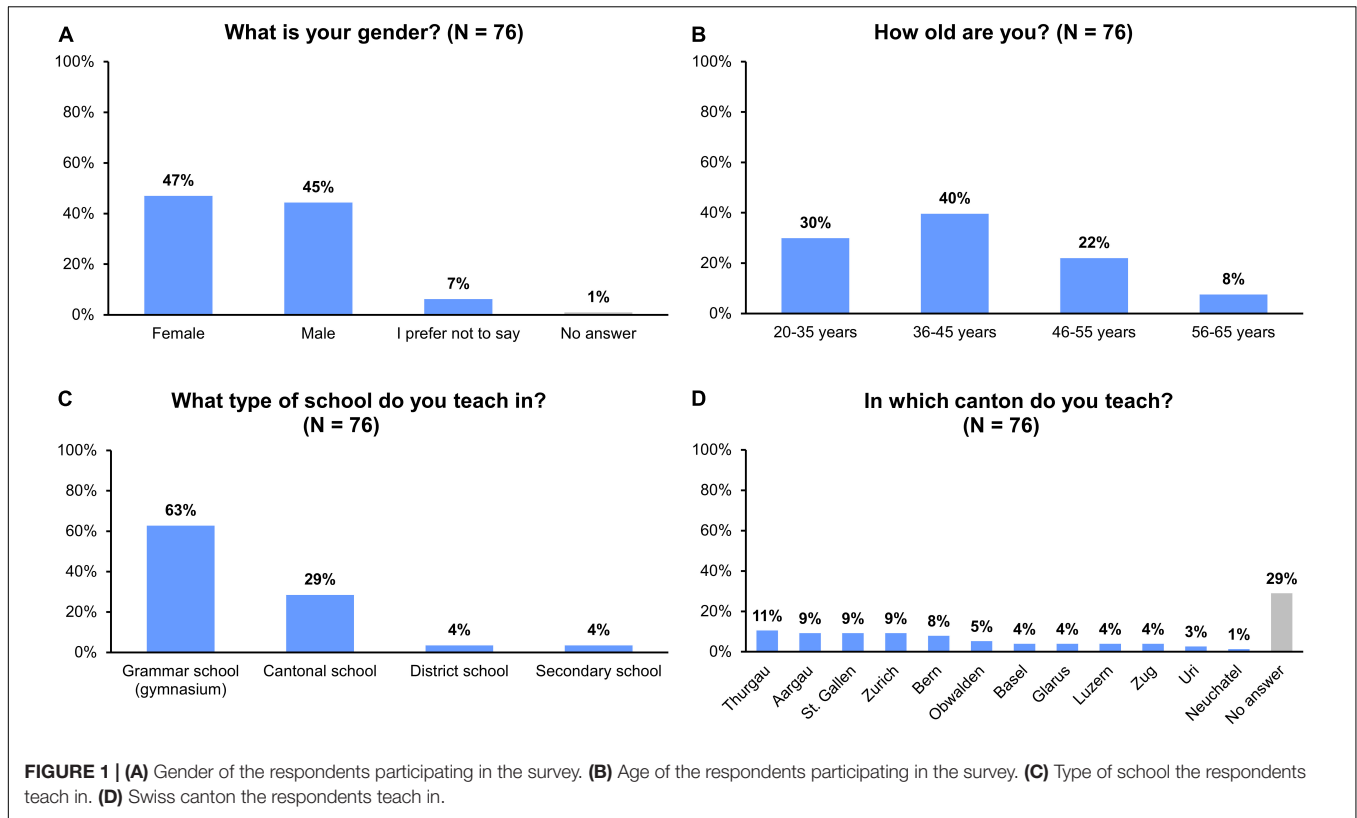 A
What is your gender? (N = 76)
100%
80%
60%
40%
20%
0%
47%
45%
7%
1%
Female
Male
I prefer not to say
No answer
B
How old are you? (N = 76)
100%
80%
60%
40%
20%
0%
30%
40%
22%
8%
20-35 years
36-45 years
46-55 years
56-65 years
C
What type of school do you teach in?
(N = 76)
100%
80%
60%
40%
20%
0%
63%
29%
4%
4%
Grammar school
(gymnasium)
Cantonal school
District school
Secondary school
D
In which canton do you teach?
(N = 76)
100%
80%
60%
40%
20%
0%
11%
9%
9%
9%
8%
5%
4%
4%
4%
4%
3%
1%
29%
Thurgau
Aargau
St. Gallen
Zurich
Bern
Obwalden
Basel
Glarus
Luzern
Zug
Uri
Neuchatel
No answer
FIGURE 1 | (A) Gender of the respondents participating in the survey. (B) Age of the respondents participating in the survey. (C) Type of school the respondents
teach in. (D) Swiss canton the respondents teach in.